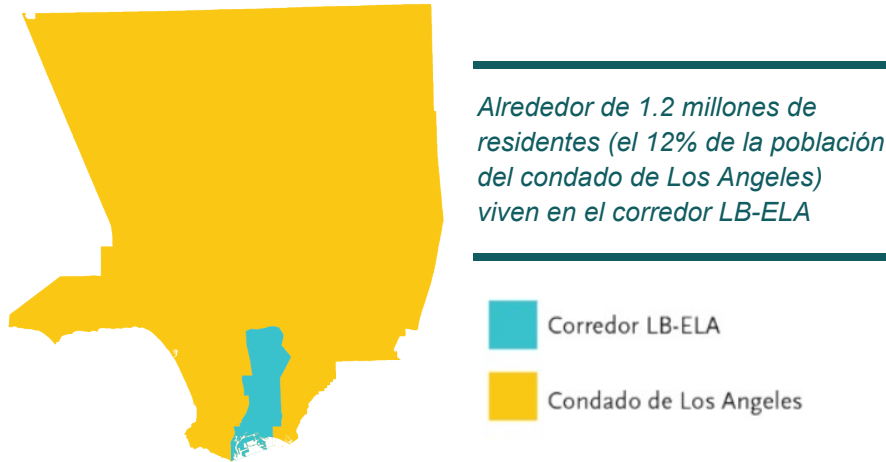 Alrededor de 1.2 millones de
residentes (el 12% de la población
del condado de Los Angeles)
viven en el corredor LB-ELA
Corredor LB-ELA
Condado de Los Angeles